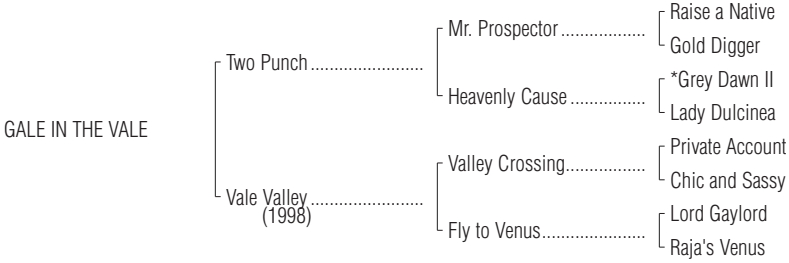 Raise a Native
Mr. Prospector ..................
Gold Digger
Two Punch ........................
*Grey Dawn II
Heavenly Cause ................
Lady Dulcinea
GALE IN THE VALE
Private Account
Valley Crossing.................
Chic and Sassy
Vale Valley ........................
(1998)
Lord Gaylord
Fly to Venus......................
Raja's Venus